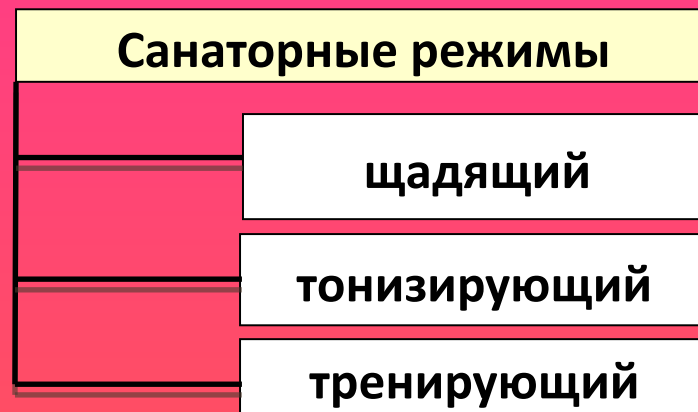 Санаторные режимы
щадящий
тонизирующий
тренирующий